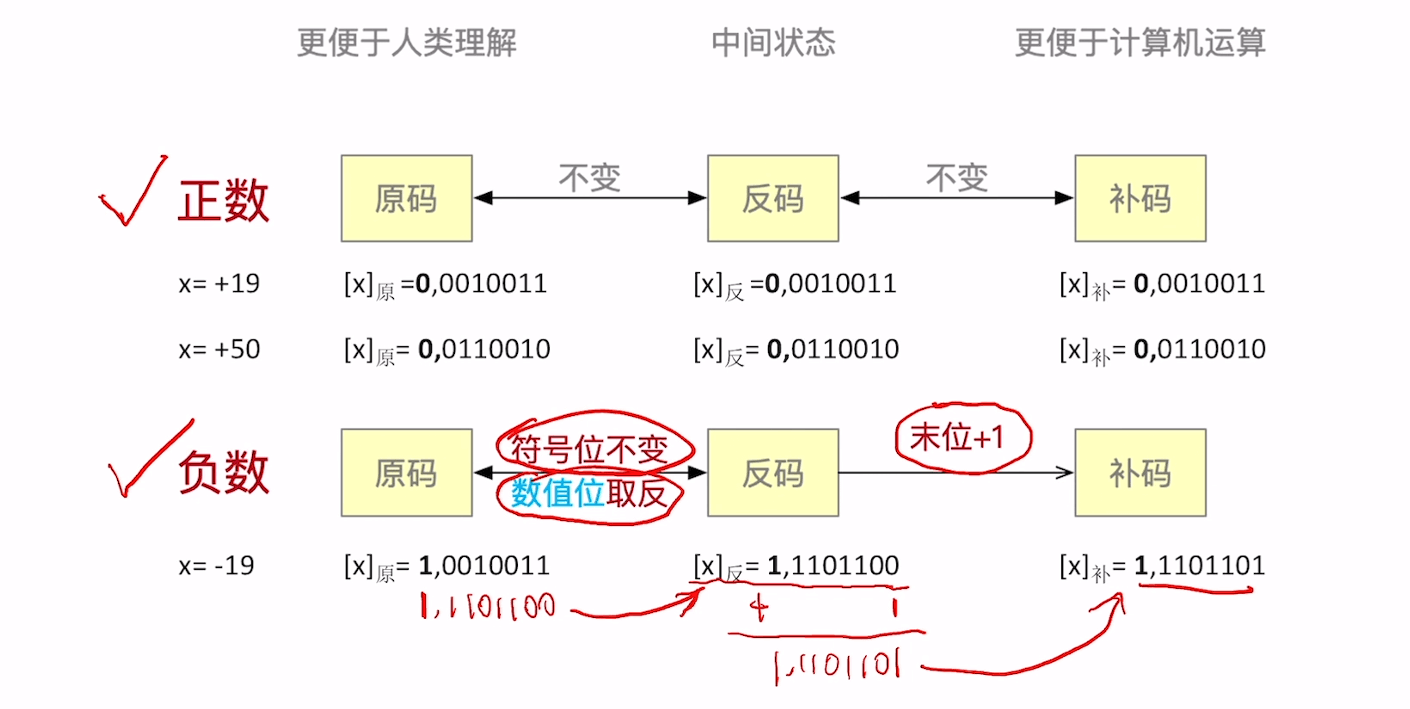 更便于人类理解 中间状态 更便于计算机运算
正数 原码 不变 反码 不变 补码
x= +19 [x]原 =0,0010011 [x]反 =0,0010011 [x]补= 0,0010011
x= +50 [x]原= 0,0110010 [x]反= 0,0110010 [x]补= 0,0110010
负数 原码 符号位不变 反码 末位+1 补码
数值位取反
x= -19 [x]原= 1,0010011 [x]反= 1,1101100 [x]补= 1,1101101
1,1101100 + 1
1,1101101